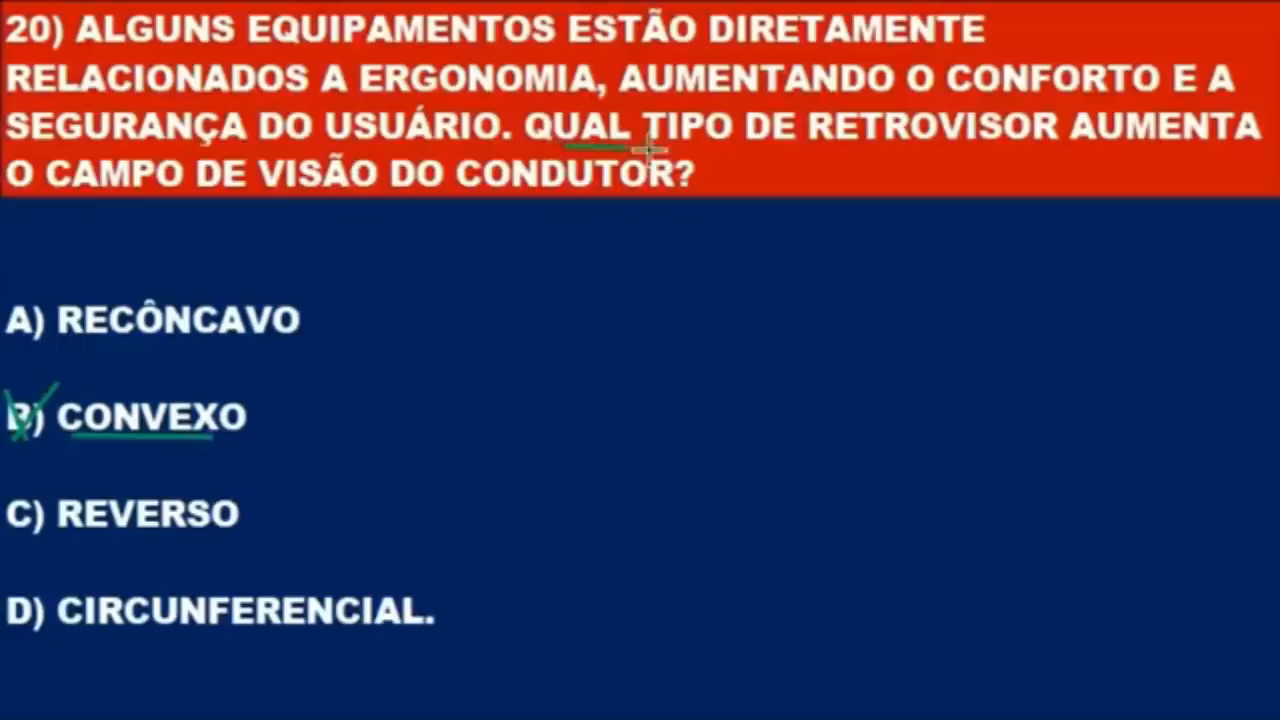 20) ALGUNS EQUIPAMENTOS ESTÃO DIRETAMENTE
RELACIONADOS A ERGONOMIA, AUMENTANDO O CONFORTO E A
SEGURANÇA DO USUÁRIO. QUAL TIPO DE RETROVISOR AUMENTA
O CAMPO DE VISÃO DO CONDUTOR?
A) RECÔNCAVO
B) CONVEXO
C) REVERSO
D) CIRCUNFERENCIAL.